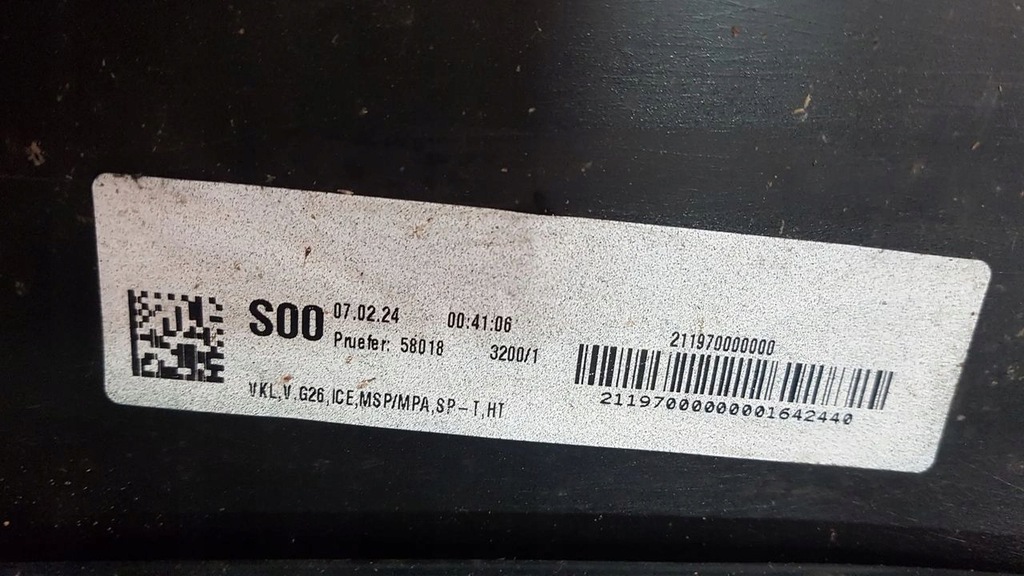 S00
07.02.24 00:41:06
Pruefer: 58018 3200/1
VKL,V.G26,ICE,MSP/MPA,SP-T,HT
211970000000
21197000000001642440